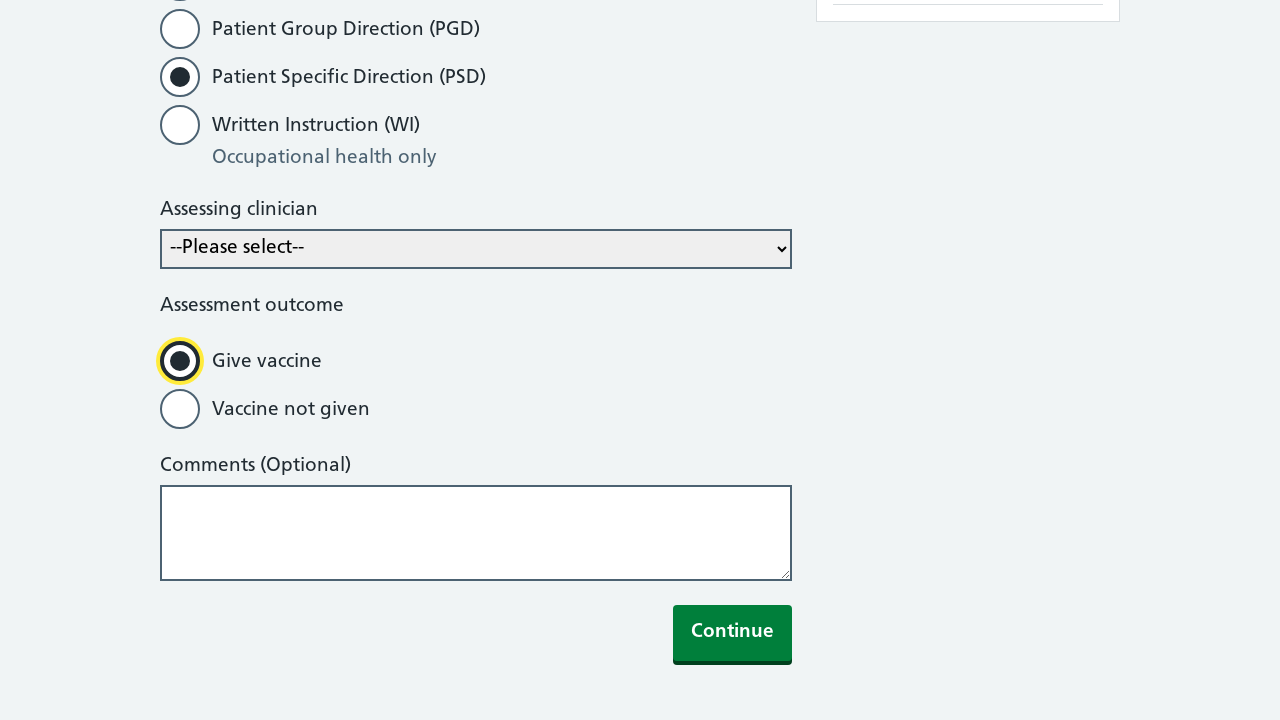 Patient Group Direction (PGD)
Patient Specific Direction (PSD)
Written Instruction (WI)
Occupational health only
Assessing clinician
--Please select--
Assessment outcome
Give vaccine
Vaccine not given
Comments (Optional)
Continue